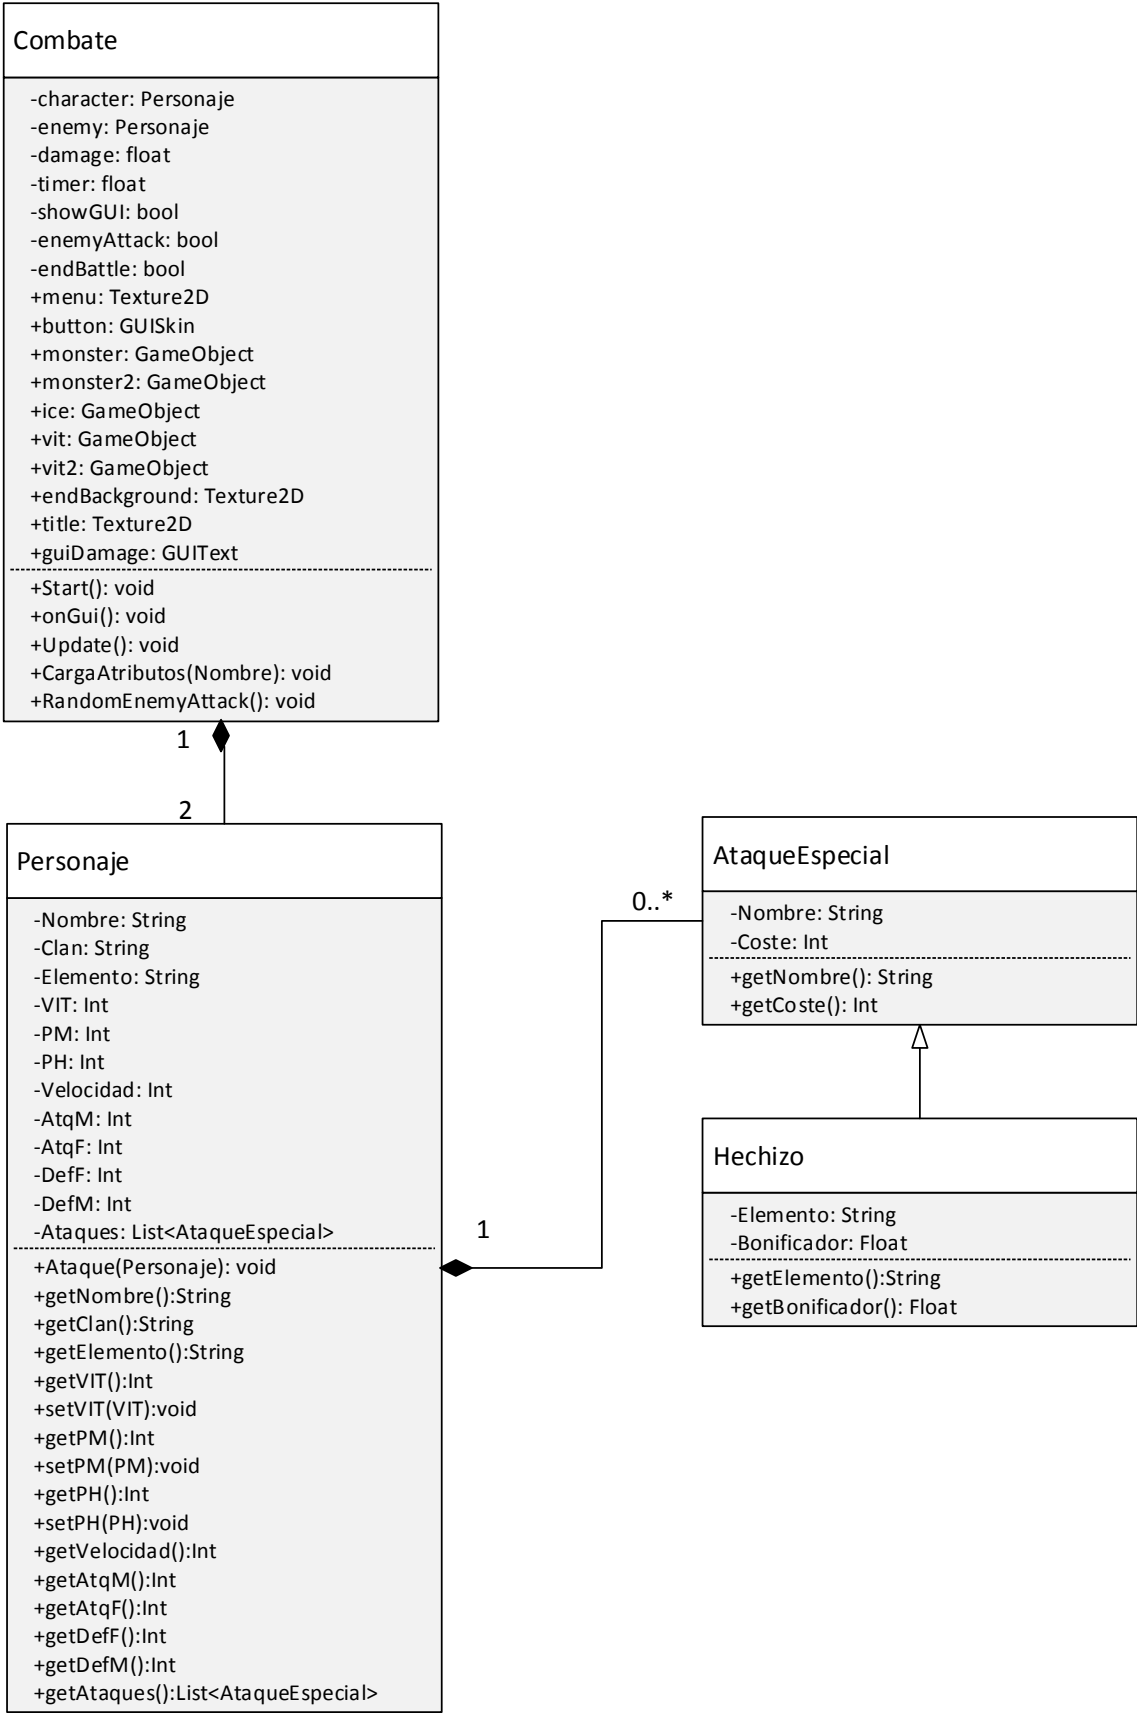 Combate
-character: Personaje
-enemy: Personaje
-damage: float
-timer: float
-showGUI: bool
-enemyAttack: bool
-endBattle: bool
+menu: Texture2D
+button: GUISkin
+monster: GameObject
+monster2: GameObject
+ice: GameObject
+vit: GameObject
+vit2: GameObject
+endBackground: Texture2D
+title: Texture2D
+guiDamage: GUIText
+Start(): void
+onGui(): void
+Update(): void
+CargaAtributos(Nombre): void
+RandomEnemyAttack(): void
1
2
Personaje
-Nombre: String
-Clan: String
-Elemento: String
-VIT: Int
-PM: Int
-PH: Int
-Velocidad: Int
-AtqM: Int
-AtqF: Int
-DefF: Int
-DefM: Int
-Ataques: List<AtaqueEspecial>
+Ataque(Personaje): void
+getNombre():String
+getClan():String
+getElemento():String
+getVIT():Int
+setVIT(VIT):void
+getPM():Int
+setPM(PM):void
+getPH():Int
+setPH(PH):void
+getVelocidad():Int
+getAtqM():Int
+getAtqF():Int
+getDefF():Int
+getDefM():Int
+getAtaques():List<AtaqueEspecial>
1
0..*
AtaqueEspecial
-Nombre: String
-Coste: Int
+getNombre(): String
+getCoste(): Int
Hechizo
-Elemento: String
-Bonificador: Float
+getElemento():String
+getBonificador(): Float